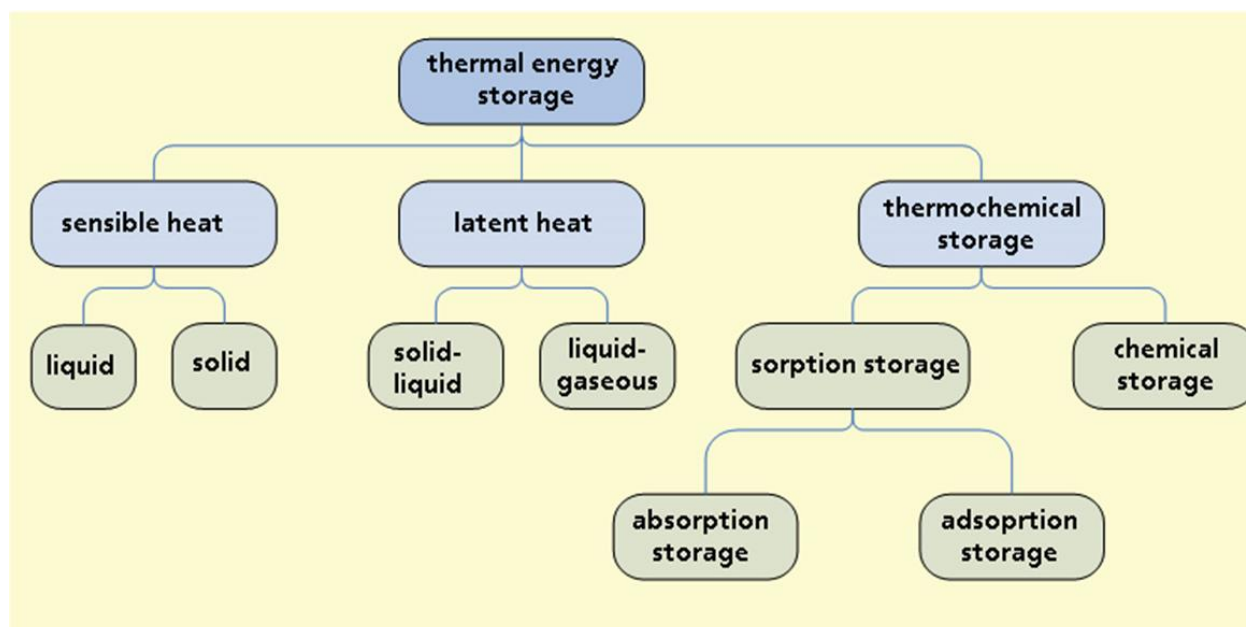 thermal energy
storage
sensible heat
latent heat
thermochemical
storage
liquid
solid
solid-
liquid
liquid-
gaseous
sorption storage
chemical
storage
absorption
storage
adsoprtion
storage